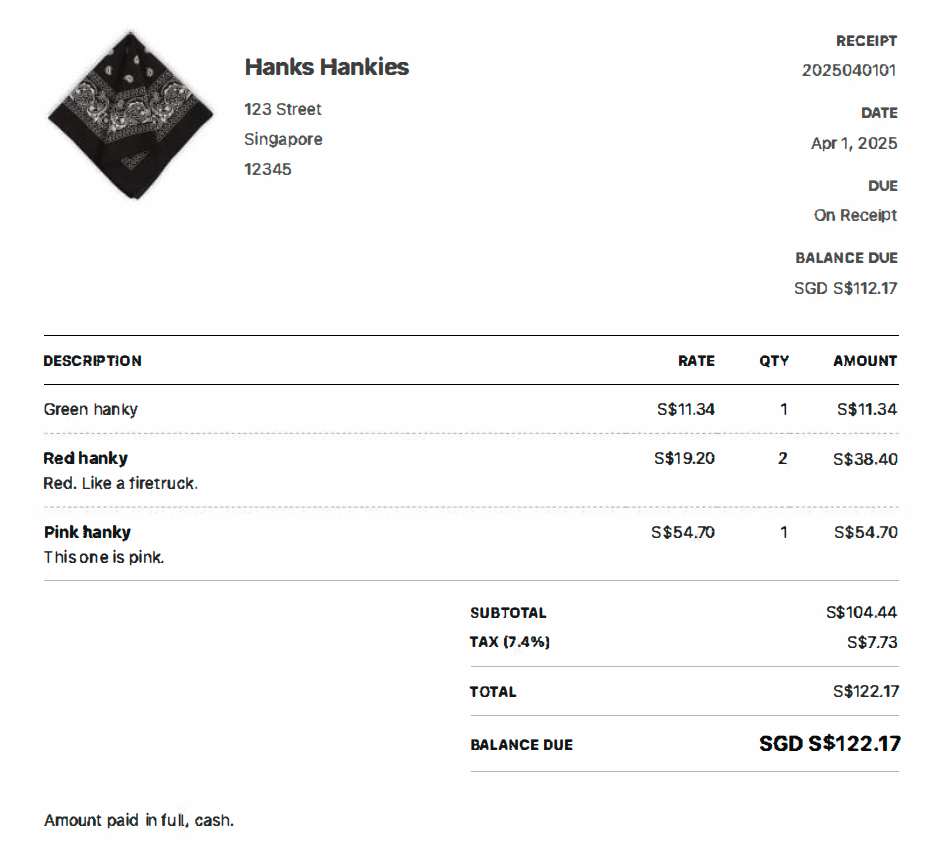 Hanks Hankies
123 Street
Singapore
12345
RECEIPT
2025040101
DATE
Apr 1, 2025
DUE
On Receipt
BALANCE DUE
SGD S$112.17
DESCRIPTION RATE QTY AMOUNT
Green hanky S$11.34 1 S$11.34
Red hanky S$19.20 2 S$38.40
Red. Like a firetruck.
Pink hanky S$54.70 1 S$54.70
This one is pink.
SUBTOTAL S$104.44
TAX (7.4%) S$7.73
TOTAL S$122.17
BALANCE DUE SGD S$122.17
Amount paid in full, cash.